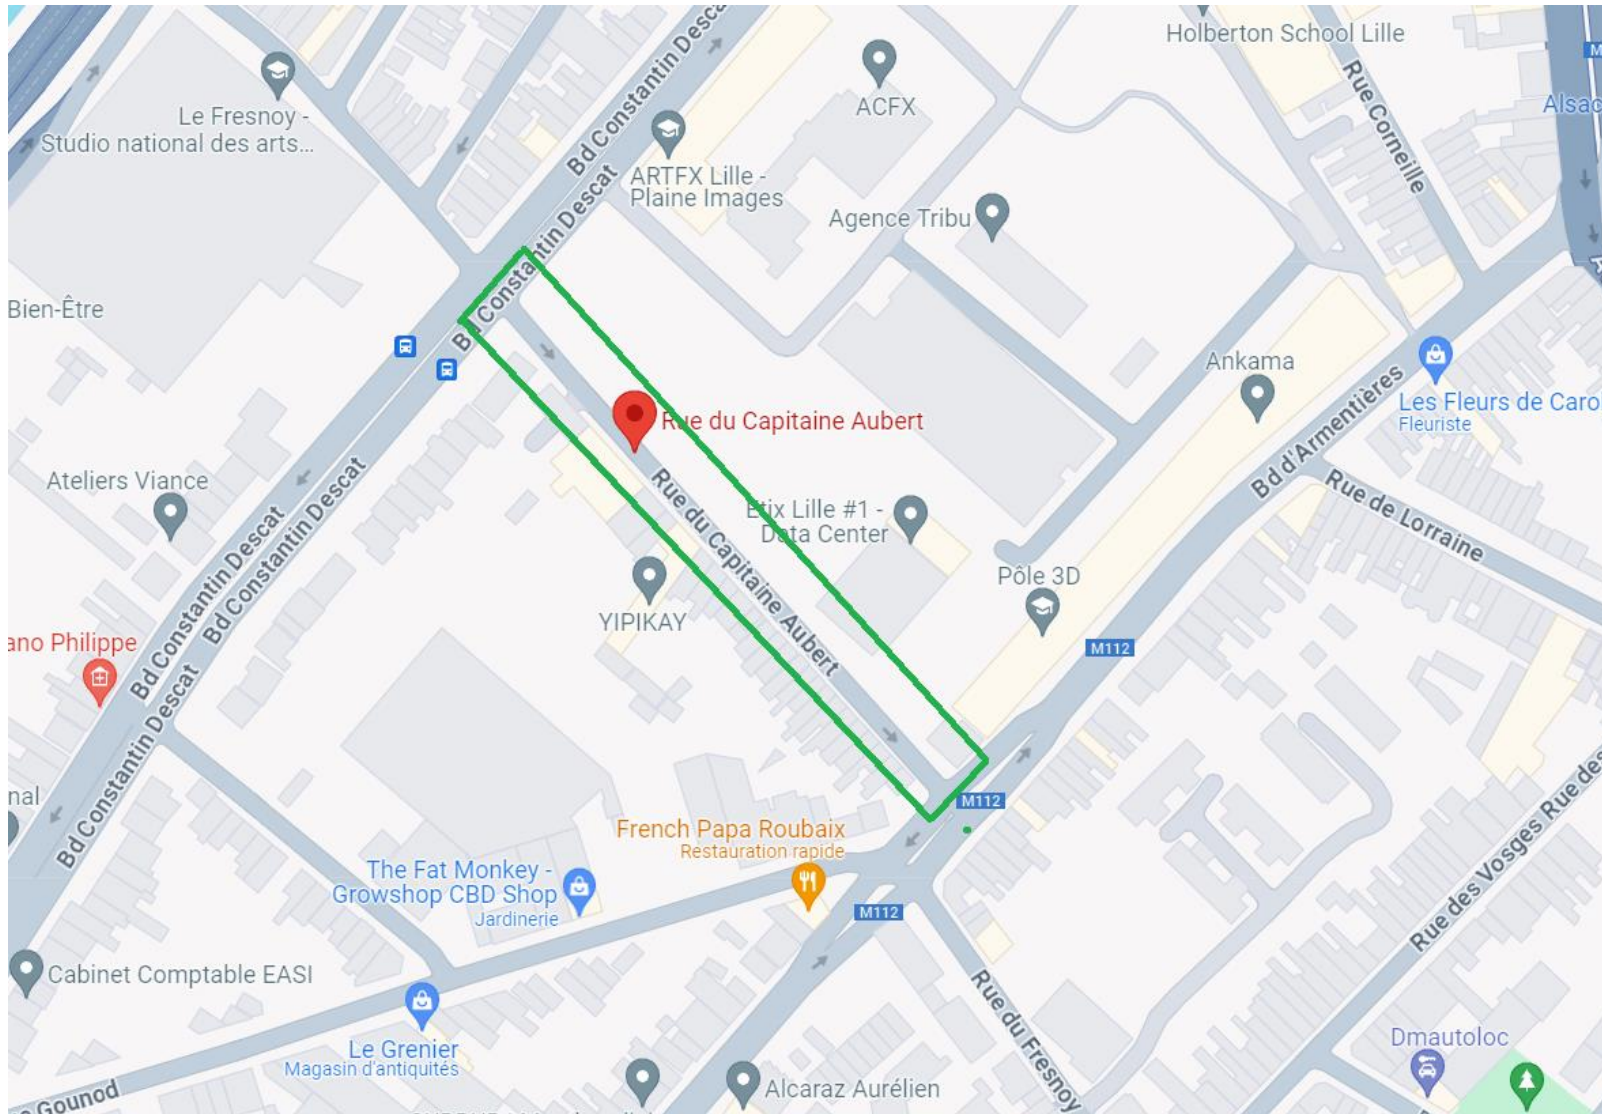 Bd Constantin Desca
Holberton School Lille
M
Alsac
Le Fresnoy -
Studio national des arts...
ACFX
Bd Constantin Descat
Rue Corneille
ARTFX Lille -
Plaine Images
Agence Tribu
Bien-Être
Bd Constantin Descat
Ankama
Les Fleurs de Caro
Fleuriste
Bd d'Armentières
Rue du Capitaine Aubert
Ateliers Viance
Rue du Capitaine Aubert
Etix Lille #1 -
Data Center
Rue de Lorraine
Bd Constantin Descat
Bd Constantin Descat
Pôle 3D
YIPIKAY
ano Philippe
M112
Bd Constantin Descat
nal
M112
French Papa Roubaix
Restauration rapide
The Fat Monkey -
Growshop CBD Shop
Jardinerie
M112
Rue des Vosges
Rue des
Cabinet Comptable EASI
Rue du Fresnoy
Le Grenier
Magasin d'antiquités
Dmautoloc
Alcaraz Aurélien
Gounod